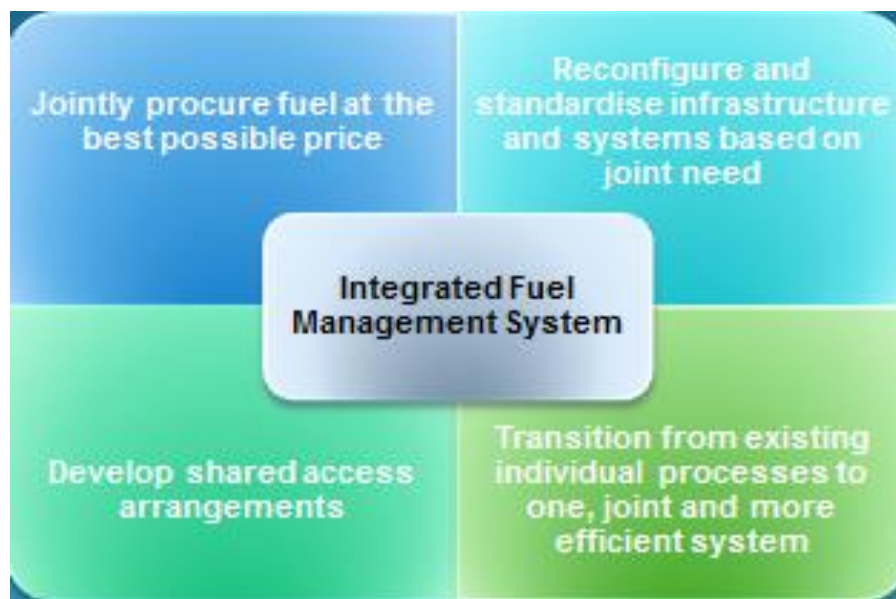 Jointly procure fuel at the
best possible price
Reconfigure and
standardise infrastructure
and systems based on
joint need
Integrated Fuel
Management System
Develop shared access
arrangements
Transition from existing
individual processes to
one, joint and more
efficient system